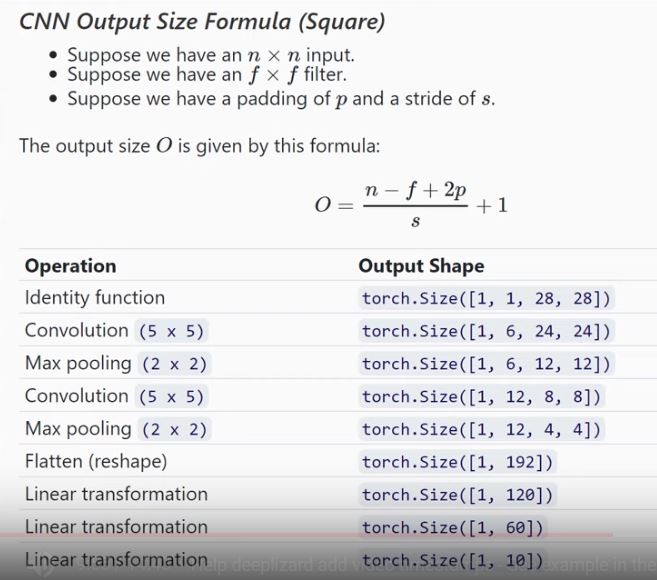 CNN Output Size Formula (Square)
• Suppose we have an n × n input.
• Suppose we have an f × f filter.
• Suppose we have a padding of p and a stride of s.
The output size O is given by this formula:
O = (n − f + 2p) / s + 1
Operation Output Shape
Identity function torch.Size([1, 1, 28, 28])
Convolution (5 x 5) torch.Size([1, 6, 24, 24])
Max pooling (2 x 2) torch.Size([1, 6, 12, 12])
Convolution (5 x 5) torch.Size([1, 12, 8, 8])
Max pooling (2 x 2) torch.Size([1, 12, 4, 4])
Flatten (reshape) torch.Size([1, 192])
Linear transformation torch.Size([1, 120])
Linear transformation torch.Size([1, 60])
Linear transformation torch.Size([1, 10])
help deeplizard add example in the